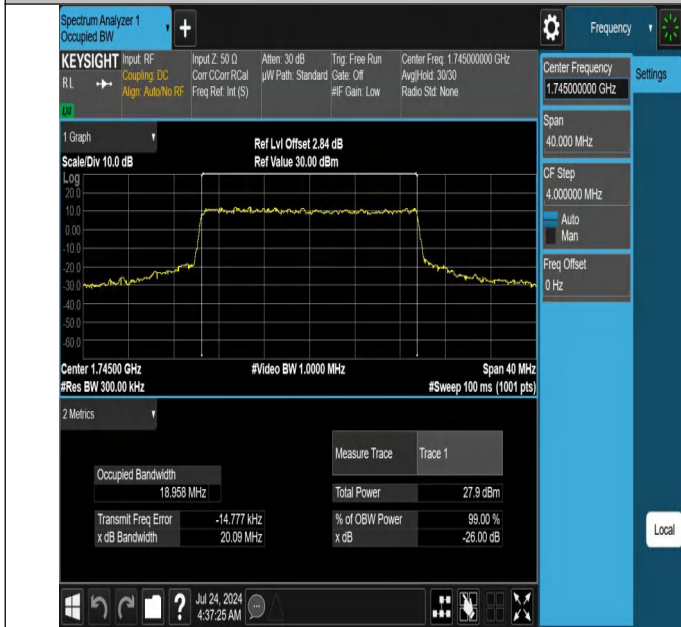 Spectrum Analyzer 1
Occupied BW
+
Frequency
KEYSIGHT
RL
Input: RF
Coupling: DC
Align: Auto/No RF
Input Z: 50 Ω
Corr CCorr RCal
Freq Ref: Int (S)
Atten: 30 dB
µW Path: Standard
Trig: Free Run
Gate: Off
#IF Gain: Low
Center Freq: 1.745000000 GHz
Avg|Hold: 30/30
Radio Std: None
Center Frequency
1.745000000 GHz
Settings
Span
40.000 MHz
CF Step
4.000000 MHz
Auto
Man
Freq Offset
0 Hz
1 Graph
Scale/Div 10.0 dB
Ref Lvl Offset 2.84 dB
Ref Value 30.00 dBm
Log
20.0
10.0
0.00
-10.0
-20.0
-30.0
-40.0
-50.0
-60.0
Center 1.74500 GHz
#Res BW 300.00 kHz
#Video BW 1.0000 MHz
Span 40 MHz
#Sweep 100 ms (1001 pts)
2 Metrics
Measure Trace Trace 1
Occupied Bandwidth
18.958 MHz
Total Power 27.9 dBm
Transmit Freq Error -14.777 kHz
% of OBW Power 99.00 %
x dB Bandwidth 20.09 MHz
x dB -26.00 dB
Local
?
Jul 24, 2024
4:37:25 AM